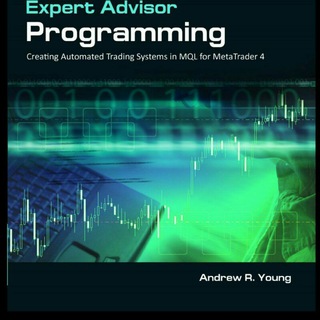 Expert Advisor
Programming
Creating Automated Trading Systems in MQL for MetaTrader 4
Andrew R. Young